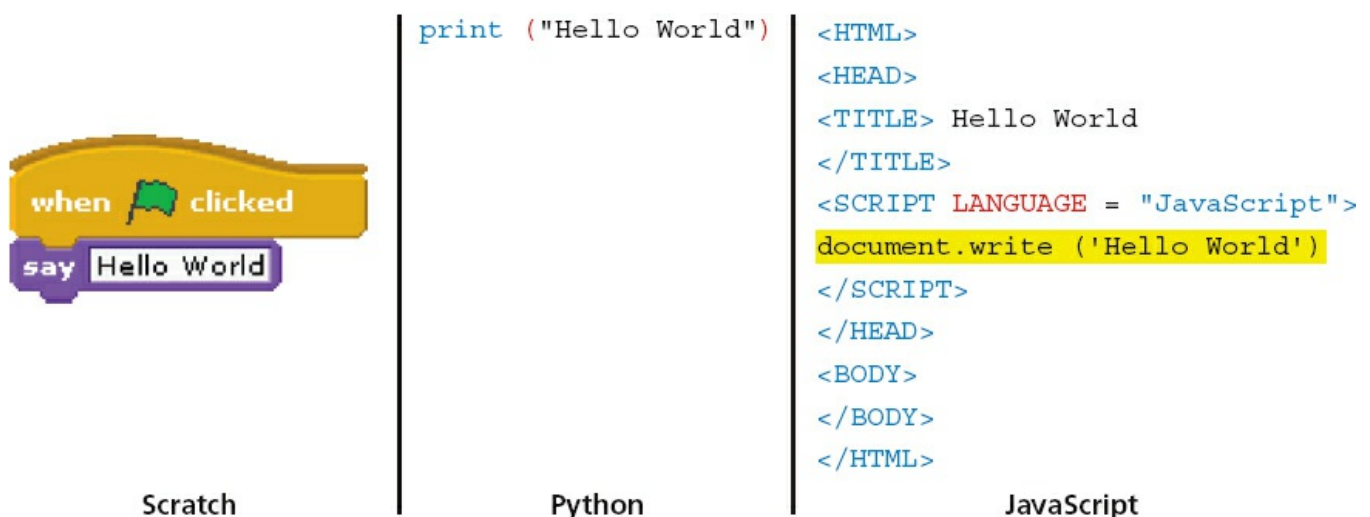 when clicked
say Hello World
Scratch
print ("Hello World")
Python
<HTML>
<HEAD>
<TITLE> Hello World
</TITLE>
<SCRIPT LANGUAGE = "JavaScript">
document.write ('Hello World')
</SCRIPT>
</HEAD>
<BODY>
</BODY>
</HTML>
JavaScript